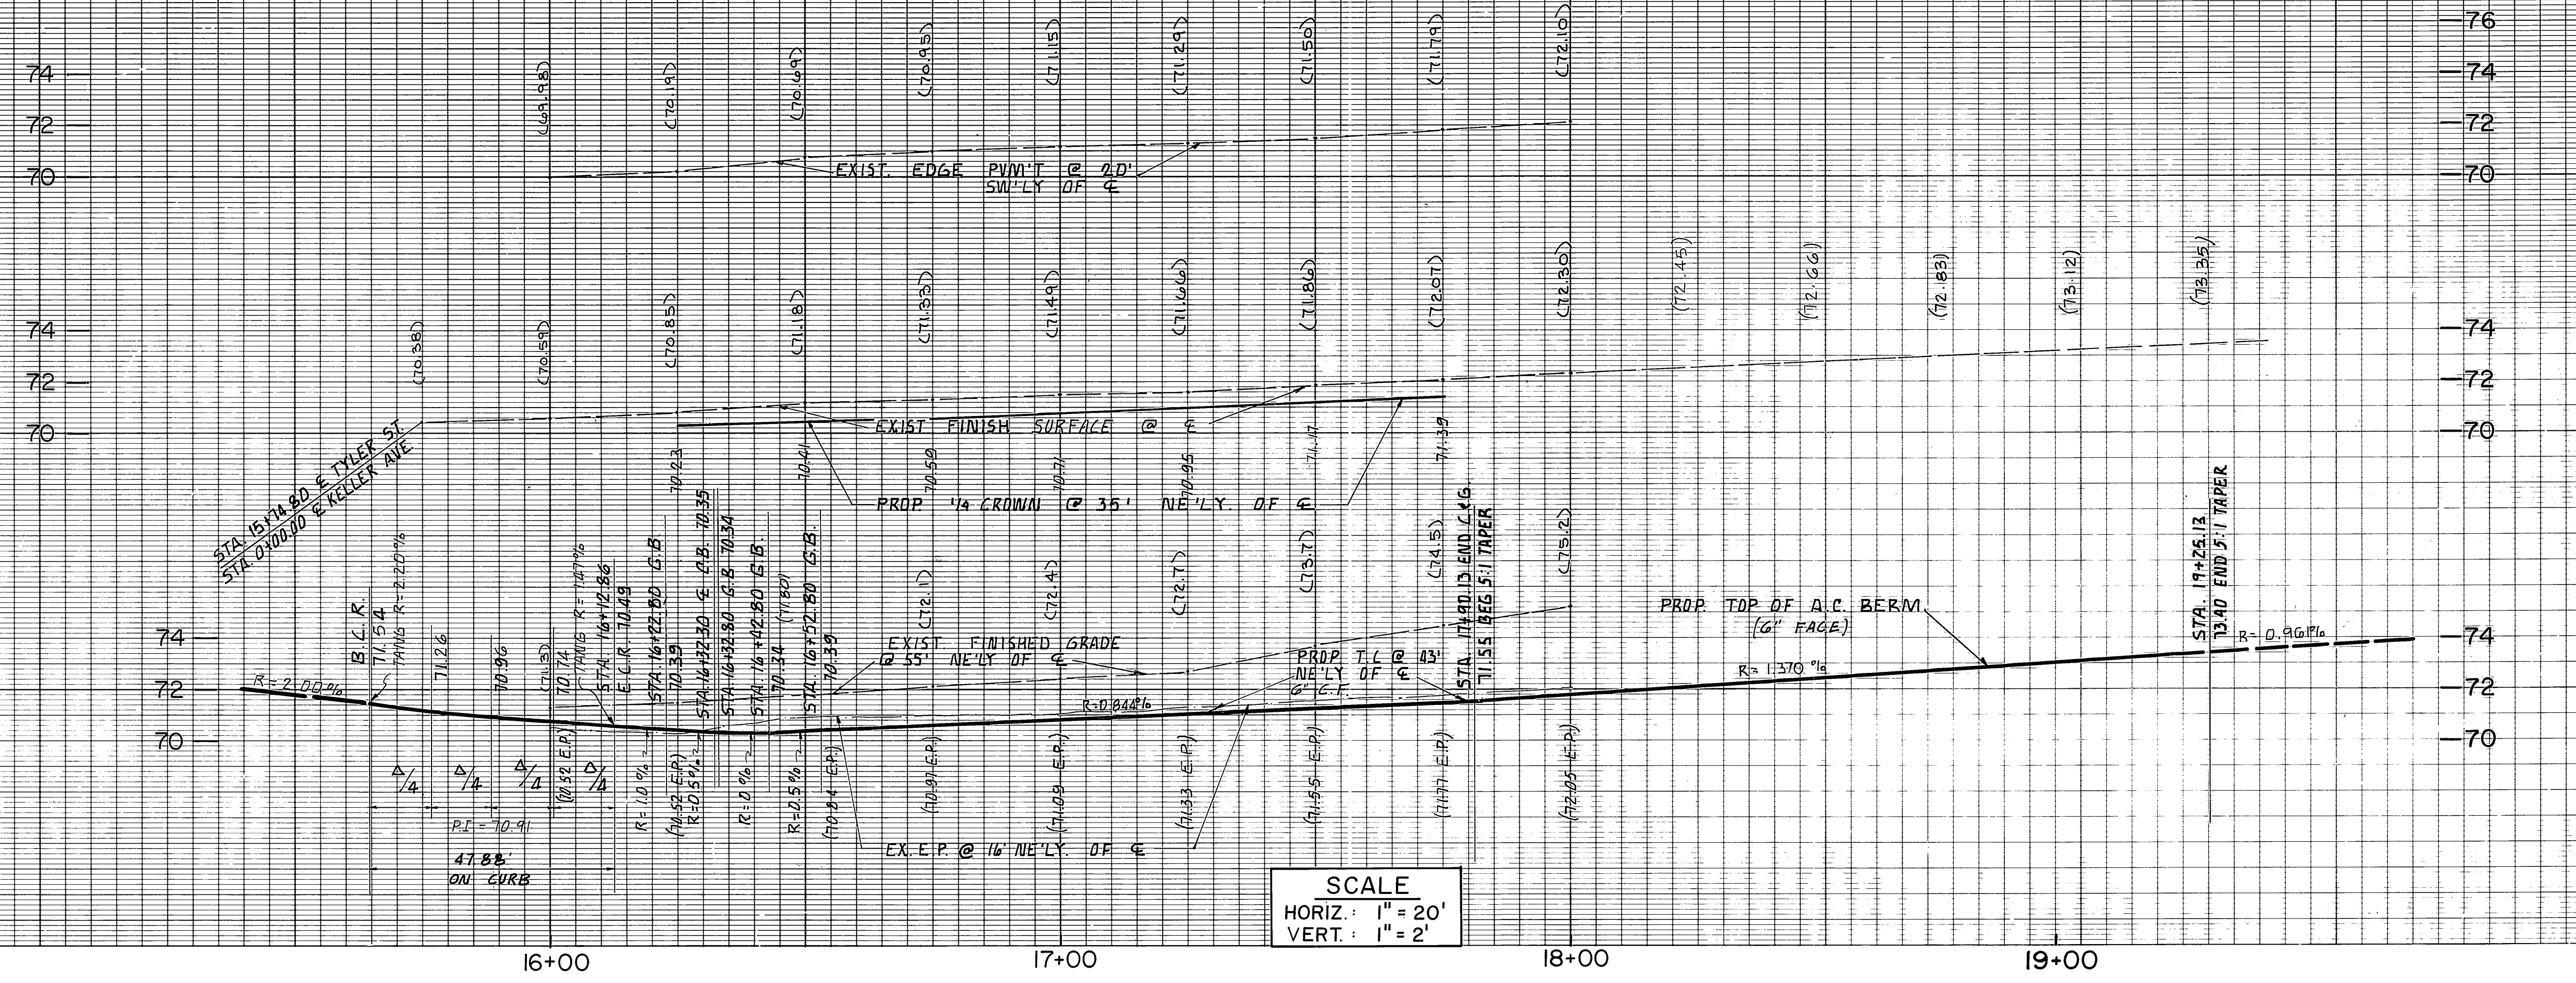 76
74
74
72
72
70
70
(69.98)
(70.19)
(70.69)
(70.95)
(71.15)
(71.29)
(71.50)
(71.79)
(72.10)
EXIST. EDGE PVM'T @ 20'
SW'LY OF ℄
74
74
72
72
70
70
(70.38)
(70.59)
(70.85)
(71.18)
(71.33)
(71.49)
(71.66)
(71.86)
(72.07)
(72.30)
(72.45)
(72.66)
(72.83)
(73.12)
(73.35)
EXIST FINISH SURFACE @ ℄
STA. 15+74.80 ℄ TYLER ST.
STA. 0+00.00 ℄ KELLER AVE.
70.23
70.41
70.59
70.71
70.95
71.17
71.39
PROP. 1/4 CROWN @ 35' NE'LY. OF ℄
74
74
72
72
70
70
B.C.R.
71.54
TANG R=2.20%
71.26
70.96
(71.3)
70.74
TANG. R=1.47%
STA. 16+12.86
E.C.R. 70.49
STA. 16+22.80 G.B
70.39
STA. 16+32.30 ℄ C.B. 70.35
STA. 16+32.80 G.B 70.34
STA. 16+42.80 G.B.
70.34
(71.80)
STA. 16+52.80 G.B.
70.39
(72.1)
(72.4)
(72.7)
(73.7)
(74.5)
(75.2)
STA. 17+90.13 END C&G.
71.55 BEG 5:1 TAPER
STA. 19+25.13
73.40 END 5:1 TAPER
EXIST. FINISHED GRADE
@ 55' NE'LY OF ℄
PROP. T.C @ 43'
NE'LY OF ℄
6" C.F.
PROP. TOP OF A.C. BERM
(6" FACE)
R=2.00%
R=0.844%
R=1.370%
R=0.961%
Δ/4
Δ/4
Δ/4
Δ/4
(70.52 E.P.)
R=1.0%
(70.52 E.P.)
R=0.5%
R=0%
R=0.5%
(70.84 E.P.)
(70.97 E.P.)
(71.09 E.P.)
(71.33 E.P.)
(71.55 E.P.)
(71.77 E.P.)
(72.05 E.P.)
P.I.=70.91
47.88'
ON CURB
EX. E.P. @ 16' NE'LY. OF ℄
SCALE
HORIZ.: 1" = 20'
VERT.: 1" = 2'
16+00
17+00
18+00
19+00